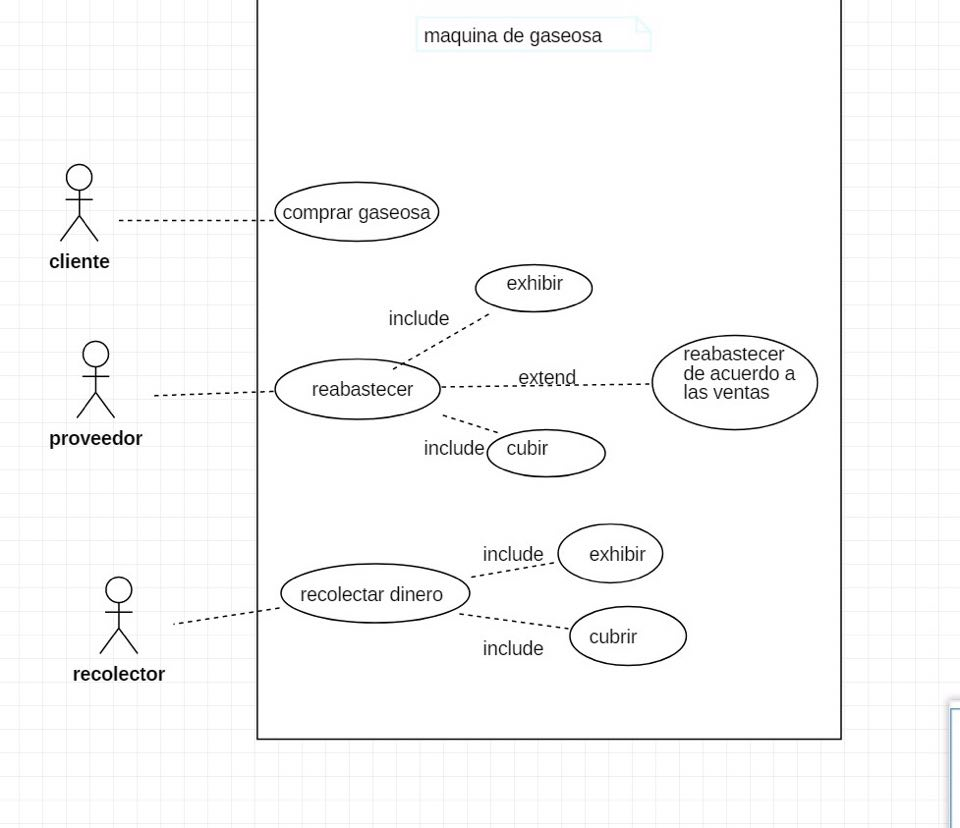 maquina de gaseosa
comprar gaseosa
cliente
exhibir
include
reabastecer
de acuerdo a
las ventas
extend
reabastecer
proveedor
include
cubir
include
exhibir
recolectar dinero
cubrir
include
recolector